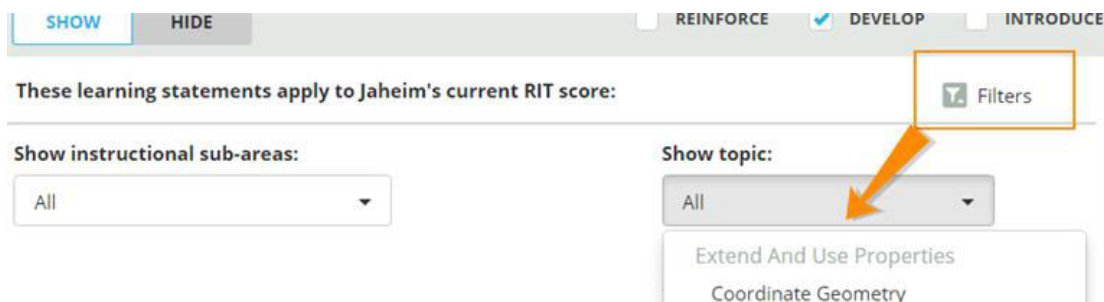 SHOW HIDE REINFORCE DEVELOP INTRODUCE
These learning statements apply to Jaheim's current RIT score: Filters
Show instructional sub-areas: Show topic:
All All
Extend And Use Properties
Coordinate Geometry